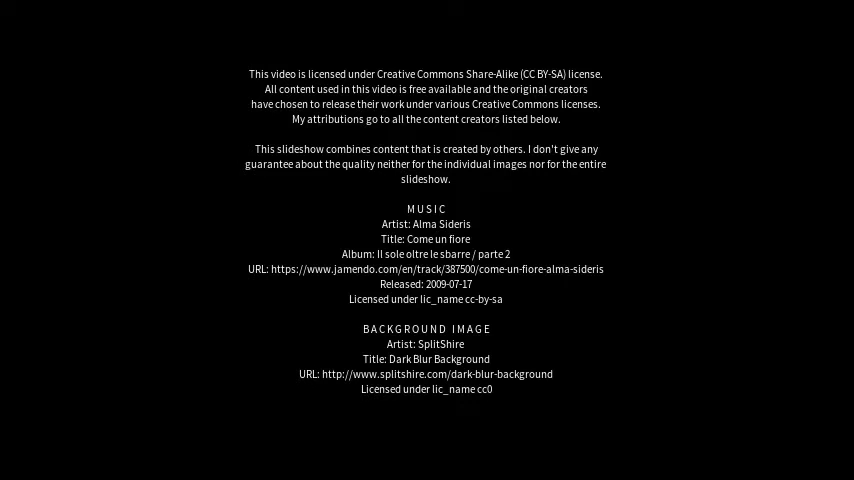 This video is licensed under Creative Commons Share-Alike (CC BY-SA) license.
All content used in this video is free available and the original creators
have chosen to release their work under various Creative Commons licenses.
My attributions go to all the content creators listed below.
This slideshow combines content that is created by others. I don't give any
guarantee about the quality neither for the individual images nor for the entire
slideshow.
MUSIC
Artist: Alma Sideris
Title: Come un fiore
Album: Il sole oltre le sbarre / parte 2
URL: https://www.jamendo.com/en/track/387500/come-un-fiore-alma-sideris
Released: 2009-07-17
Licensed under lic_name cc-by-sa
BACKGROUND IMAGE
Artist: SplitShire
Title: Dark Blur Background
URL: http://www.splitshire.com/dark-blur-background
Licensed under lic_name cc0